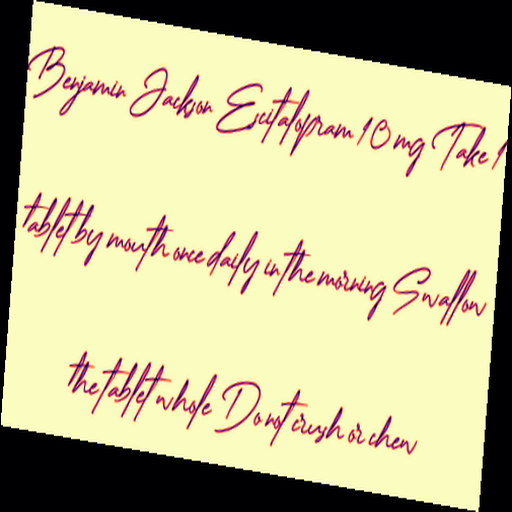 Benjamin Jackson Escitalopram 10 mg Take 1
tablet by mouth once daily in the morning Swallow
the tablet whole Do not crush or chew